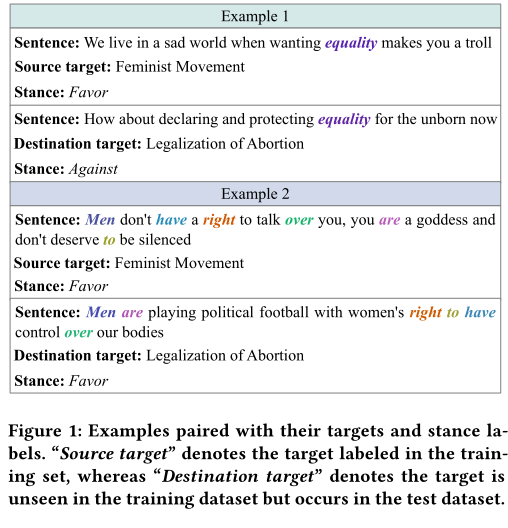 Example 1
Sentence: We live in a sad world when wanting equality makes you a troll
Source target: Feminist Movement
Stance: Favor
Sentence: How about declaring and protecting equality for the unborn now
Destination target: Legalization of Abortion
Stance: Against
Example 2
Sentence: Men don't have a right to talk over you, you are a goddess and
don't deserve to be silenced
Source target: Feminist Movement
Stance: Favor
Sentence: Men are playing political football with women's right to have
control over our bodies
Destination target: Legalization of Abortion
Stance: Favor
Figure 1: Examples paired with their targets and stance la-
bels. "Source target" denotes the target labeled in the train-
ing set, whereas "Destination target" denotes the target is
unseen in the training dataset but occurs in the test dataset.